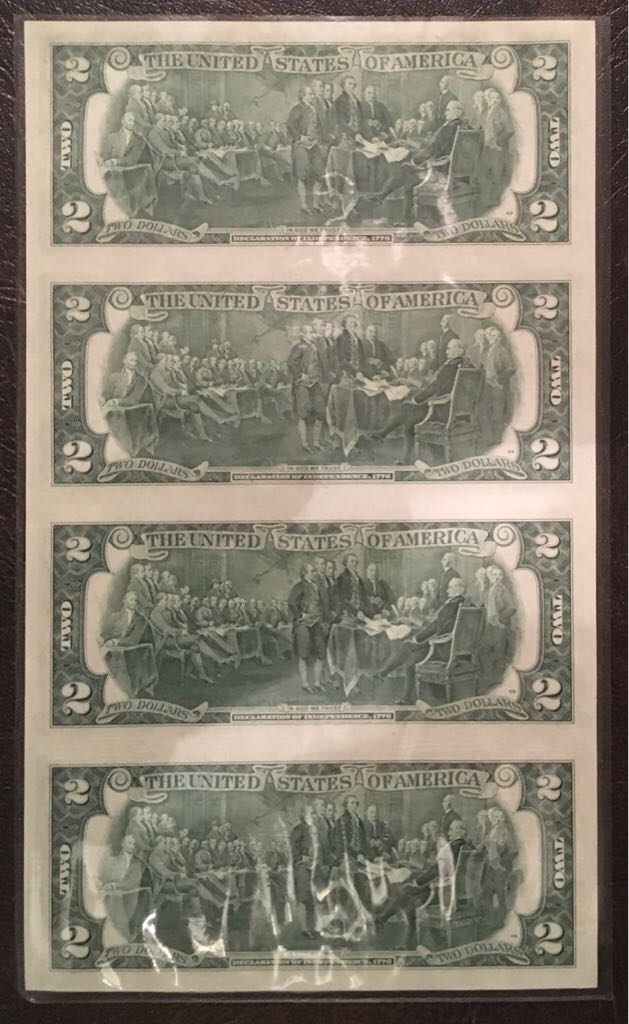 2 THE UNITED STATES OF AMERICA 2
TWO TWO
2 TWO DOLLARS IN GOD WE TRUST TWO DOLLARS 2
DECLARATION OF INDEPENDENCE, 1776
2 THE UNITED STATES OF AMERICA 2
TWO TWO
2 TWO DOLLARS IN GOD WE TRUST TWO DOLLARS 2
DECLARATION OF INDEPENDENCE, 1776
2 THE UNITED STATES OF AMERICA 2
TWO TWO
2 TWO DOLLARS IN GOD WE TRUST TWO DOLLARS 2
DECLARATION OF INDEPENDENCE, 1776
2 THE UNITED STATES OF AMERICA 2
TWO TWO
2 TWO DOLLARS TWO DOLLARS 2
DECLARATION OF INDEPENDENCE, 1776